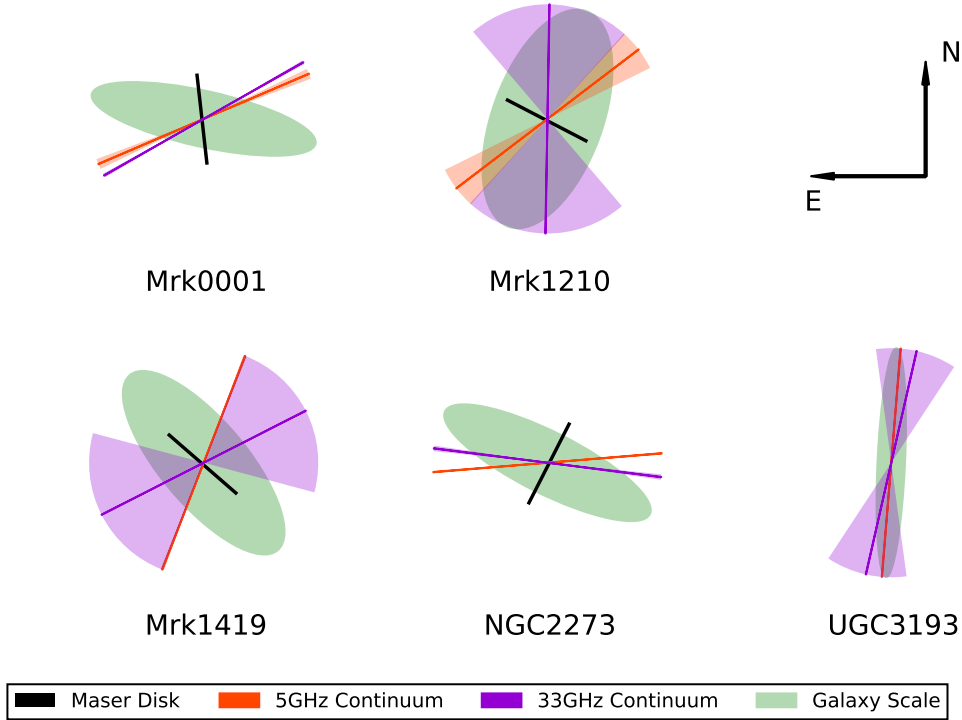 N
E
Mrk0001
Mrk1210
Mrk1419
NGC2273
UGC3193
Maser Disk
5GHz Continuum
33GHz Continuum
Galaxy Scale